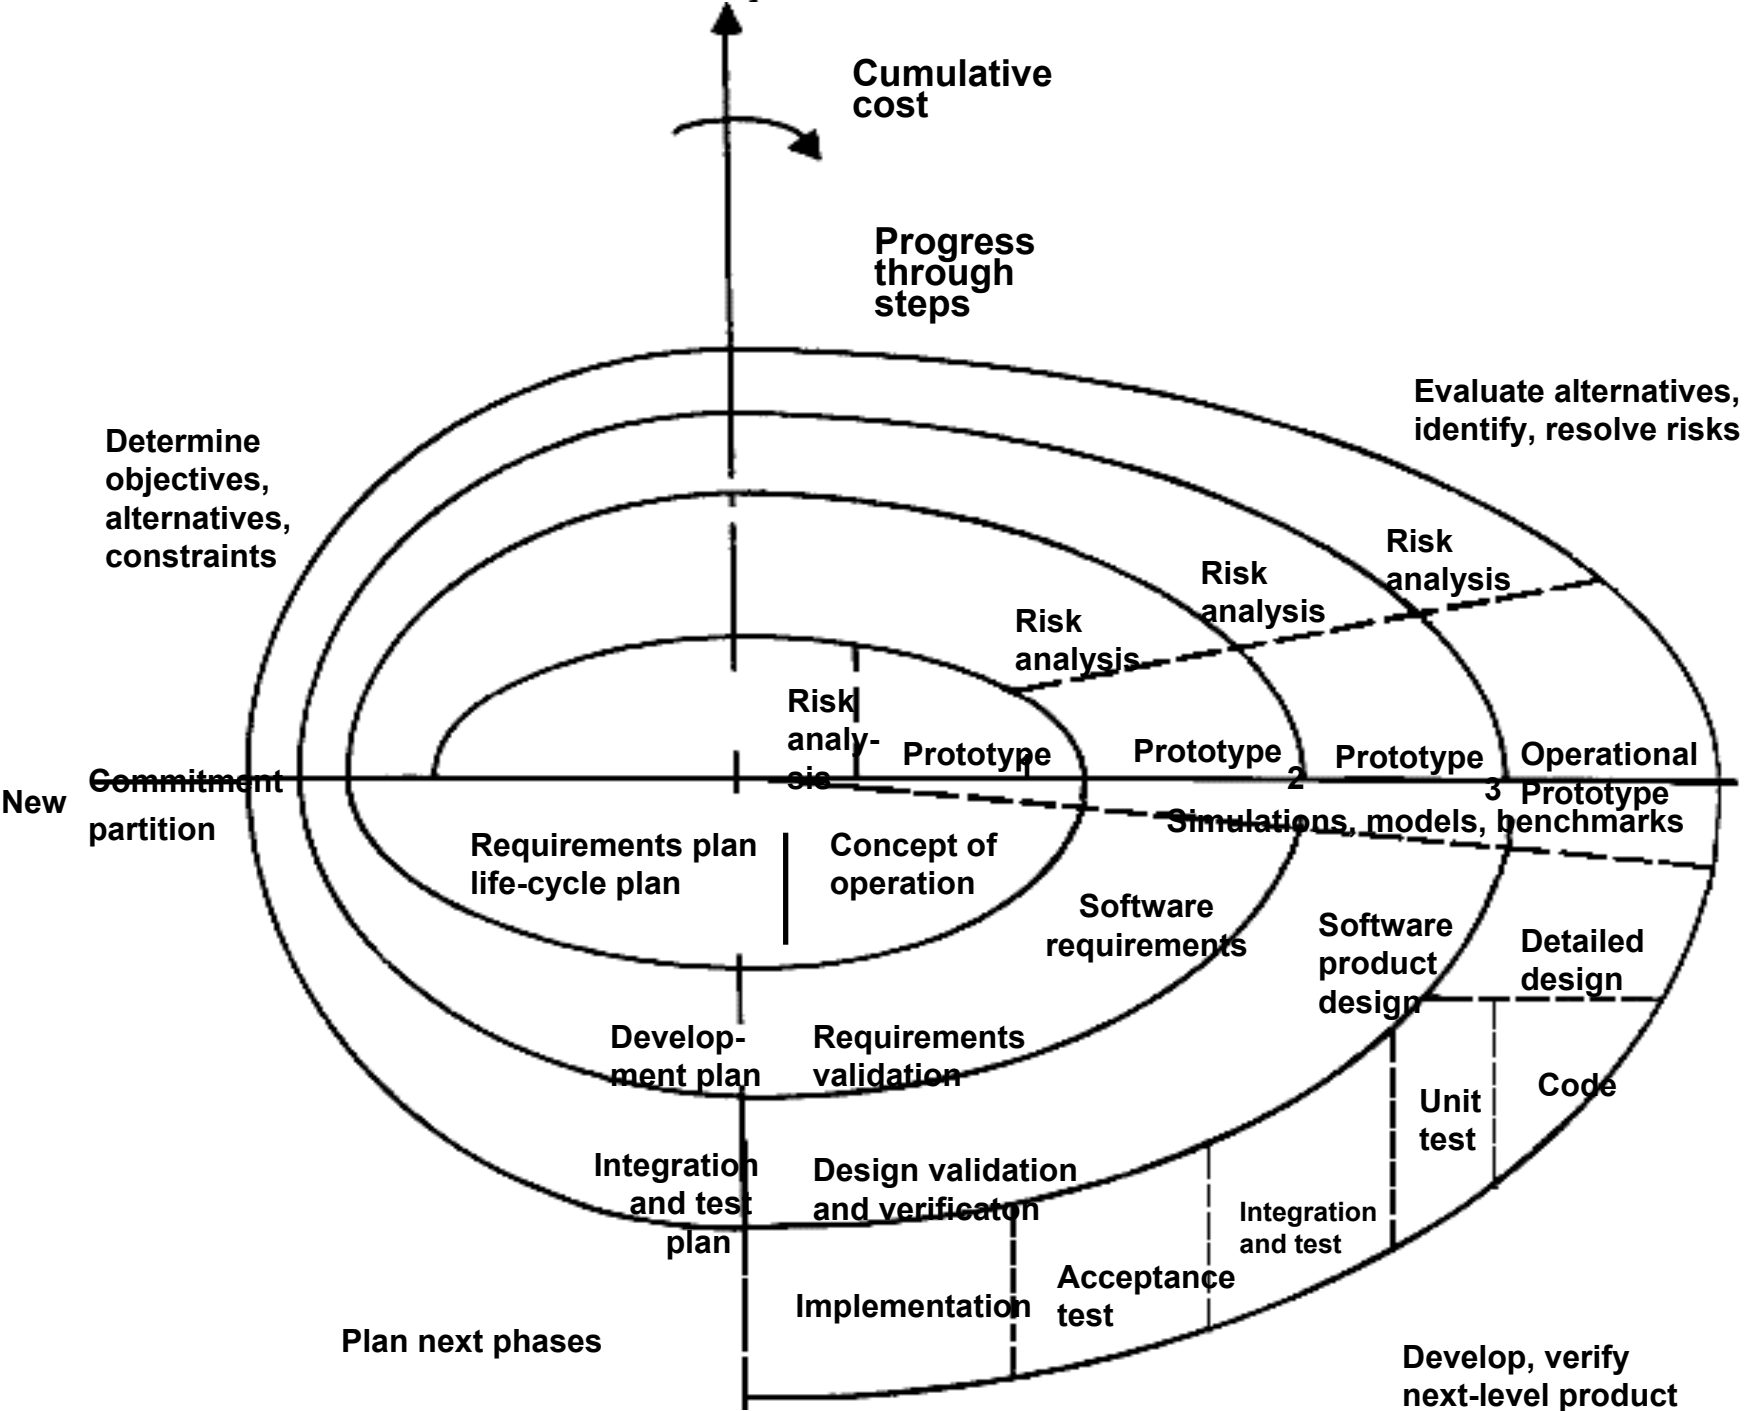 Cumulative
cost
Progress
through
steps
Evaluate alternatives,
identify, resolve risks
Determine
objectives,
alternatives,
constraints
Risk
analysis
Risk
analysis
Risk
analysis
Risk
analy-
sis
Prototype
1
Prototype
2
Prototype
3
Operational
Prototype
New
Commitment
partition
Simulations, models, benchmarks
Requirements plan
life-cycle plan
Concept of
operation
Software
requirements
Software
product
design
Detailed
design
Develop-
ment plan
Requirements
validation
Unit
test
Code
Integration
and test
plan
Design validation
and verificaton
Integration
and test
Acceptance
test
Implementation
Plan next phases
Develop, verify
next-level product